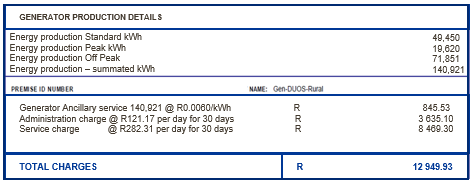 GENERATOR PRODUCTION DETAILS
Energy production Standard kWh 49,450
Energy production Peak kWh 19,620
Energy production Off Peak 71,851
Energy production – summated kWh 140,921
PREMISE ID NUMBER NAME: Gen-DUOS-Rural
Generator Ancillary service 140,921 @ R0.0060/kWh R 845.53
Administration charge @ R121.17 per day for 30 days R 3 635.10
Service charge @ R282.31 per day for 30 days R 8 469.30
TOTAL CHARGES R 12 949.93